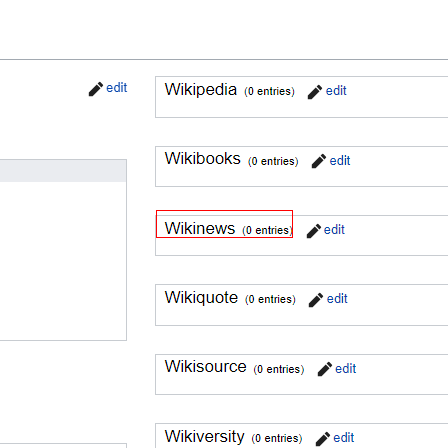 edit
Wikipedia (0 entries) edit
Wikibooks (0 entries) edit
Wikinews (0 entries) edit
Wikiquote (0 entries) edit
Wikisource (0 entries) edit
Wikiversity (0 entries) edit